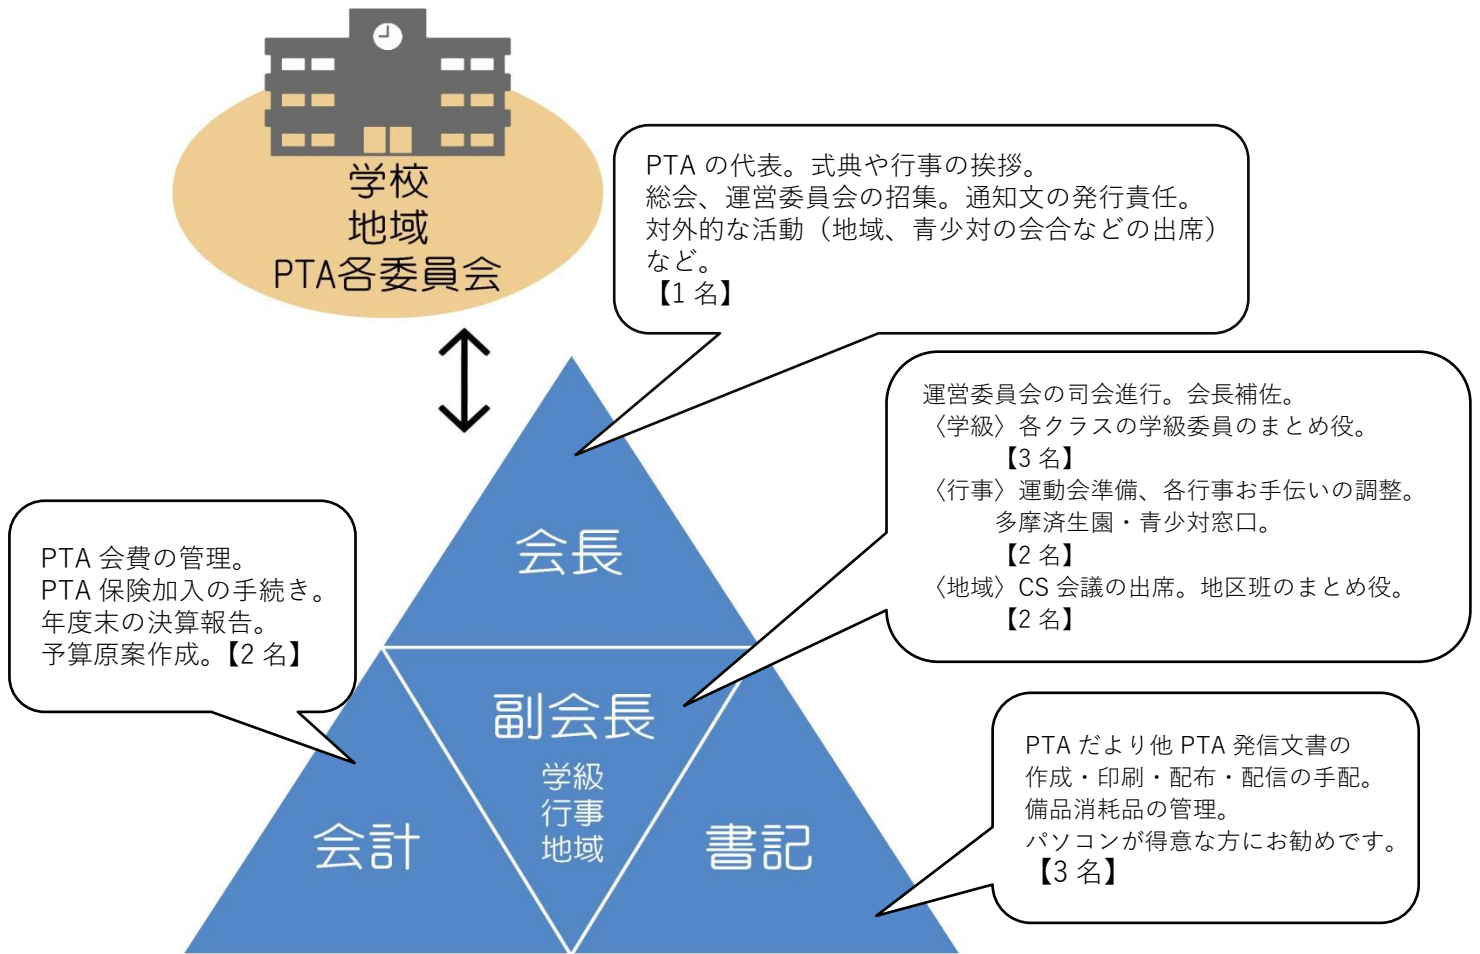 学校
地域
PTA各委員会
PTA の代表。式典や行事の挨拶。
総会、運営委員会の招集。通知文の発行責任。
対外的な活動（地域、青少対の会合などの出席）
など。
【1 名】
運営委員会の司会進行。会長補佐。
〈学級〉各クラスの学級委員のまとめ役。
【3 名】
〈行事〉運動会準備、各行事お手伝いの調整。
多摩済生園・青少対窓口。
【2 名】
〈地域〉CS 会議の出席。地区班のまとめ役。
【2 名】
会長
PTA 会費の管理。
PTA 保険加入の手続き。
年度末の決算報告。
予算原案作成。【2 名】
副会長
学級
行事
地域
会計
書記
PTA だより他 PTA 発信文書の
作成・印刷・配布・配信の手配。
備品消耗品の管理。
パソコンが得意な方にお勧めです。
【3 名】